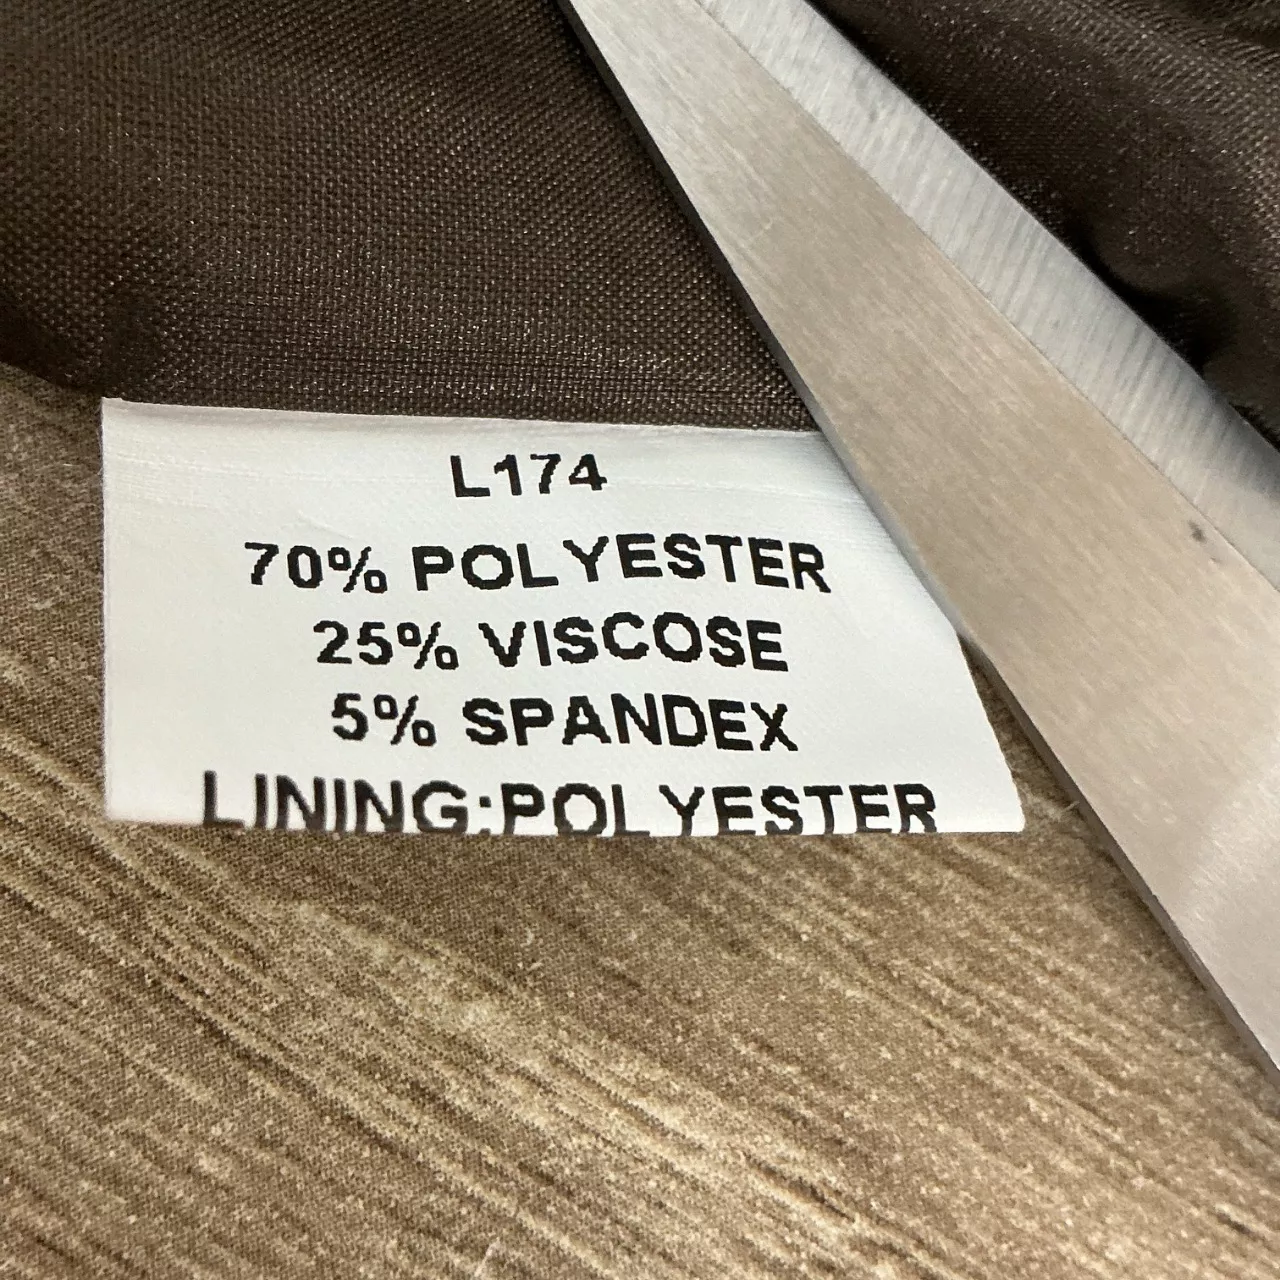 L174
70% POLYESTER
25% VISCOSE
5% SPANDEX
LINING:POLYESTER